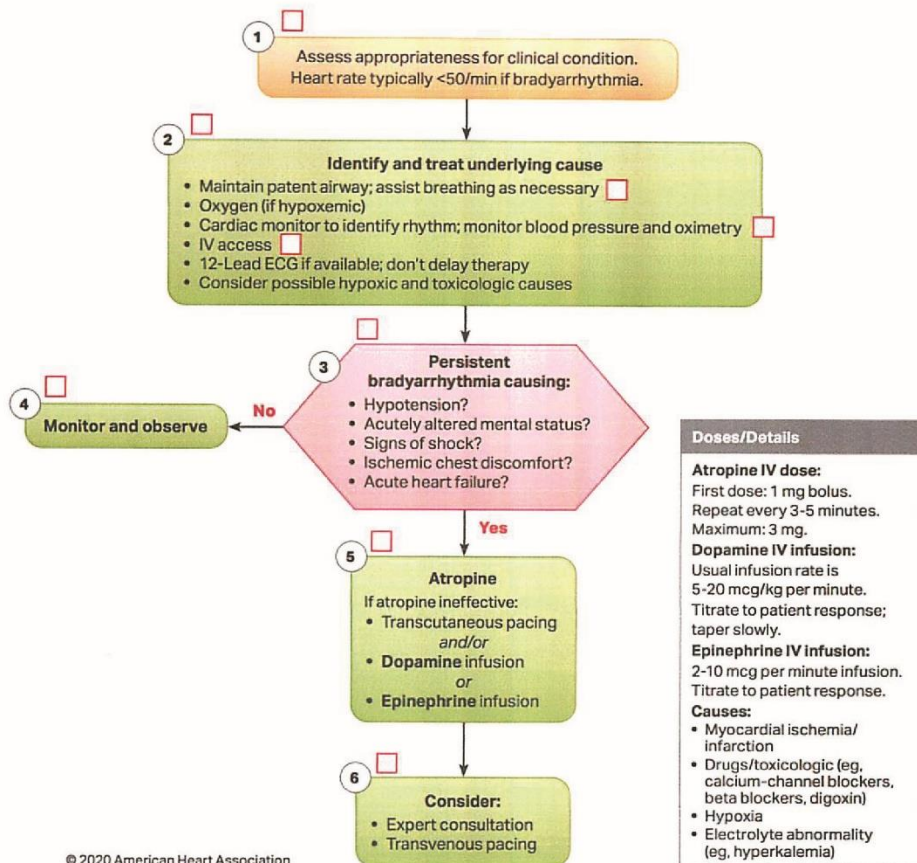 1
Assess appropriateness for clinical condition.
Heart rate typically <50/min if bradyarrhythmia.
2
Identify and treat underlying cause
• Maintain patent airway; assist breathing as necessary
• Oxygen (if hypoxemic)
• Cardiac monitor to identify rhythm; monitor blood pressure and oximetry
• IV access
• 12-Lead ECG if available; don't delay therapy
• Consider possible hypoxic and toxicologic causes
3
Persistent
bradyarrhythmia causing:
• Hypotension?
• Acutely altered mental status?
• Signs of shock?
• Ischemic chest discomfort?
• Acute heart failure?
No
4
Monitor and observe
Yes
5
Atropine
If atropine ineffective:
• Transcutaneous pacing
and/or
• Dopamine infusion
or
• Epinephrine infusion
6
Consider:
• Expert consultation
• Transvenous pacing
Doses/Details
Atropine IV dose:
First dose: 1 mg bolus.
Repeat every 3-5 minutes.
Maximum: 3 mg.
Dopamine IV infusion:
Usual infusion rate is
5-20 mcg/kg per minute.
Titrate to patient response;
taper slowly.
Epinephrine IV infusion:
2-10 mcg per minute infusion.
Titrate to patient response.
Causes:
• Myocardial ischemia/
infarction
• Drugs/toxicologic (eg,
calcium-channel blockers,
beta blockers, digoxin)
• Hypoxia
• Electrolyte abnormality
(eg, hyperkalemia)
© 2020 American Heart Association